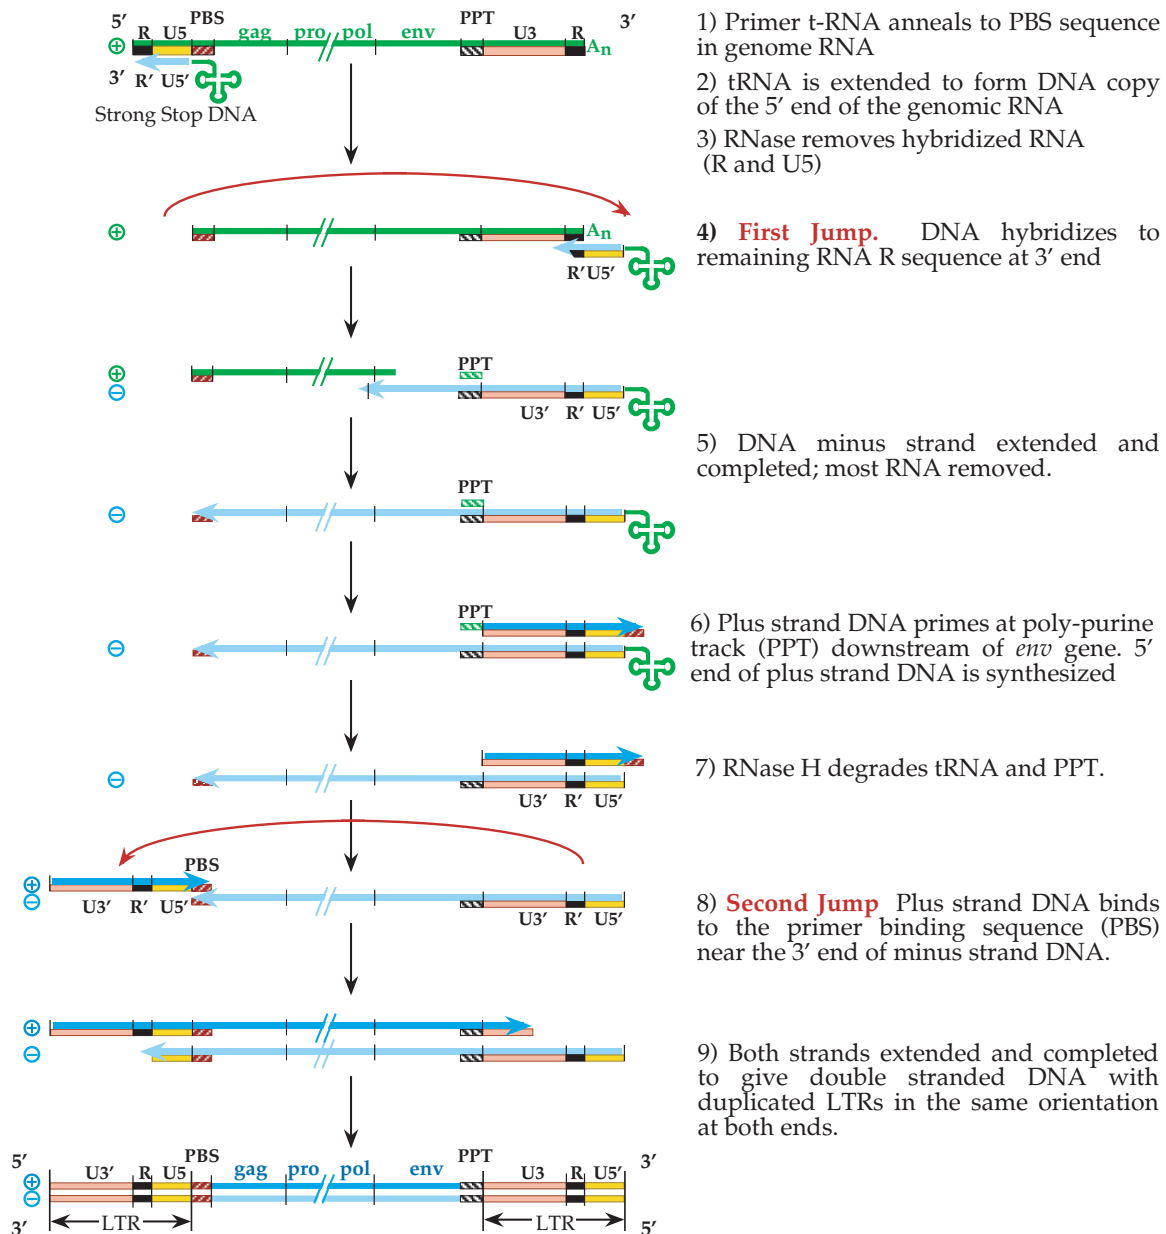 5′ R U5 PBS PPT U3 R 3′
⊕ gag pro pol env An
3′ R′ U5′
Strong Stop DNA
1) Primer t-RNA anneals to PBS sequence
in genome RNA
2) tRNA is extended to form DNA copy
of the 5′ end of the genomic RNA
3) RNase removes hybridized RNA
(R and U5)
⊕ An
R′ U5′
4) First Jump. DNA hybridizes to
remaining RNA R sequence at 3′ end
PPT
⊕
⊖
U3′ R′ U5′
5) DNA minus strand extended and
completed; most RNA removed.
PPT
⊖
PPT
⊖
6) Plus strand DNA primes at poly-purine
track (PPT) downstream of env gene. 5′
end of plus strand DNA is synthesized
⊖
U3′ R′ U5′
7) RNase H degrades tRNA and PPT.
PBS
⊕
⊖
U3′ R′ U5′ U3′ R′ U5′
8) Second Jump Plus strand DNA binds
to the primer binding sequence (PBS)
near the 3′ end of minus strand DNA.
⊕
⊖
9) Both strands extended and completed
to give double stranded DNA with
duplicated LTRs in the same orientation
at both ends.
5′ U3′ R U5 PBS gag pro pol env PPT U3 R U5′ 3′
⊕
⊖
3′ LTR LTR 5′